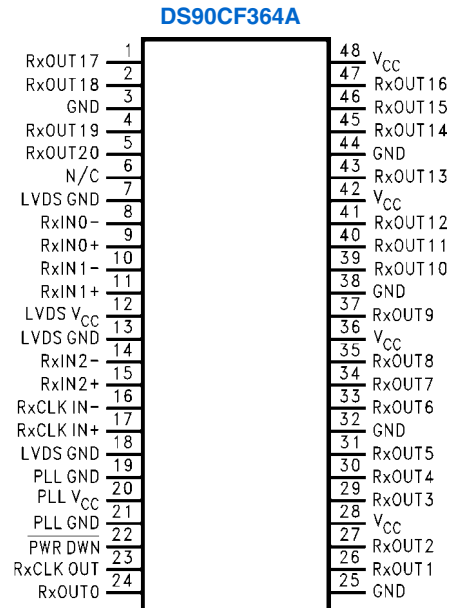 DS90CF364A
RxOUT17 1
RxOUT18 2
GND 3
RxOUT19 4
RxOUT20 5
N/C 6
LVDS GND 7
RxIN0- 8
RxIN0+ 9
RxIN1- 10
RxIN1+ 11
LVDS VCC 12
LVDS GND 13
RxIN2- 14
RxIN2+ 15
RxCLK IN- 16
RxCLK IN+ 17
LVDS GND 18
PLL GND 19
PLL VCC 20
PLL GND 21
PWR DWN 22
RxCLK OUT 23
RxOUT0 24
48 VCC
47 RxOUT16
46 RxOUT15
45 RxOUT14
44 GND
43 RxOUT13
42 VCC
41 RxOUT12
40 RxOUT11
39 RxOUT10
38 GND
37 RxOUT9
36 VCC
35 RxOUT8
34 RxOUT7
33 RxOUT6
32 GND
31 RxOUT5
30 RxOUT4
29 RxOUT3
28 VCC
27 RxOUT2
26 RxOUT1
25 GND